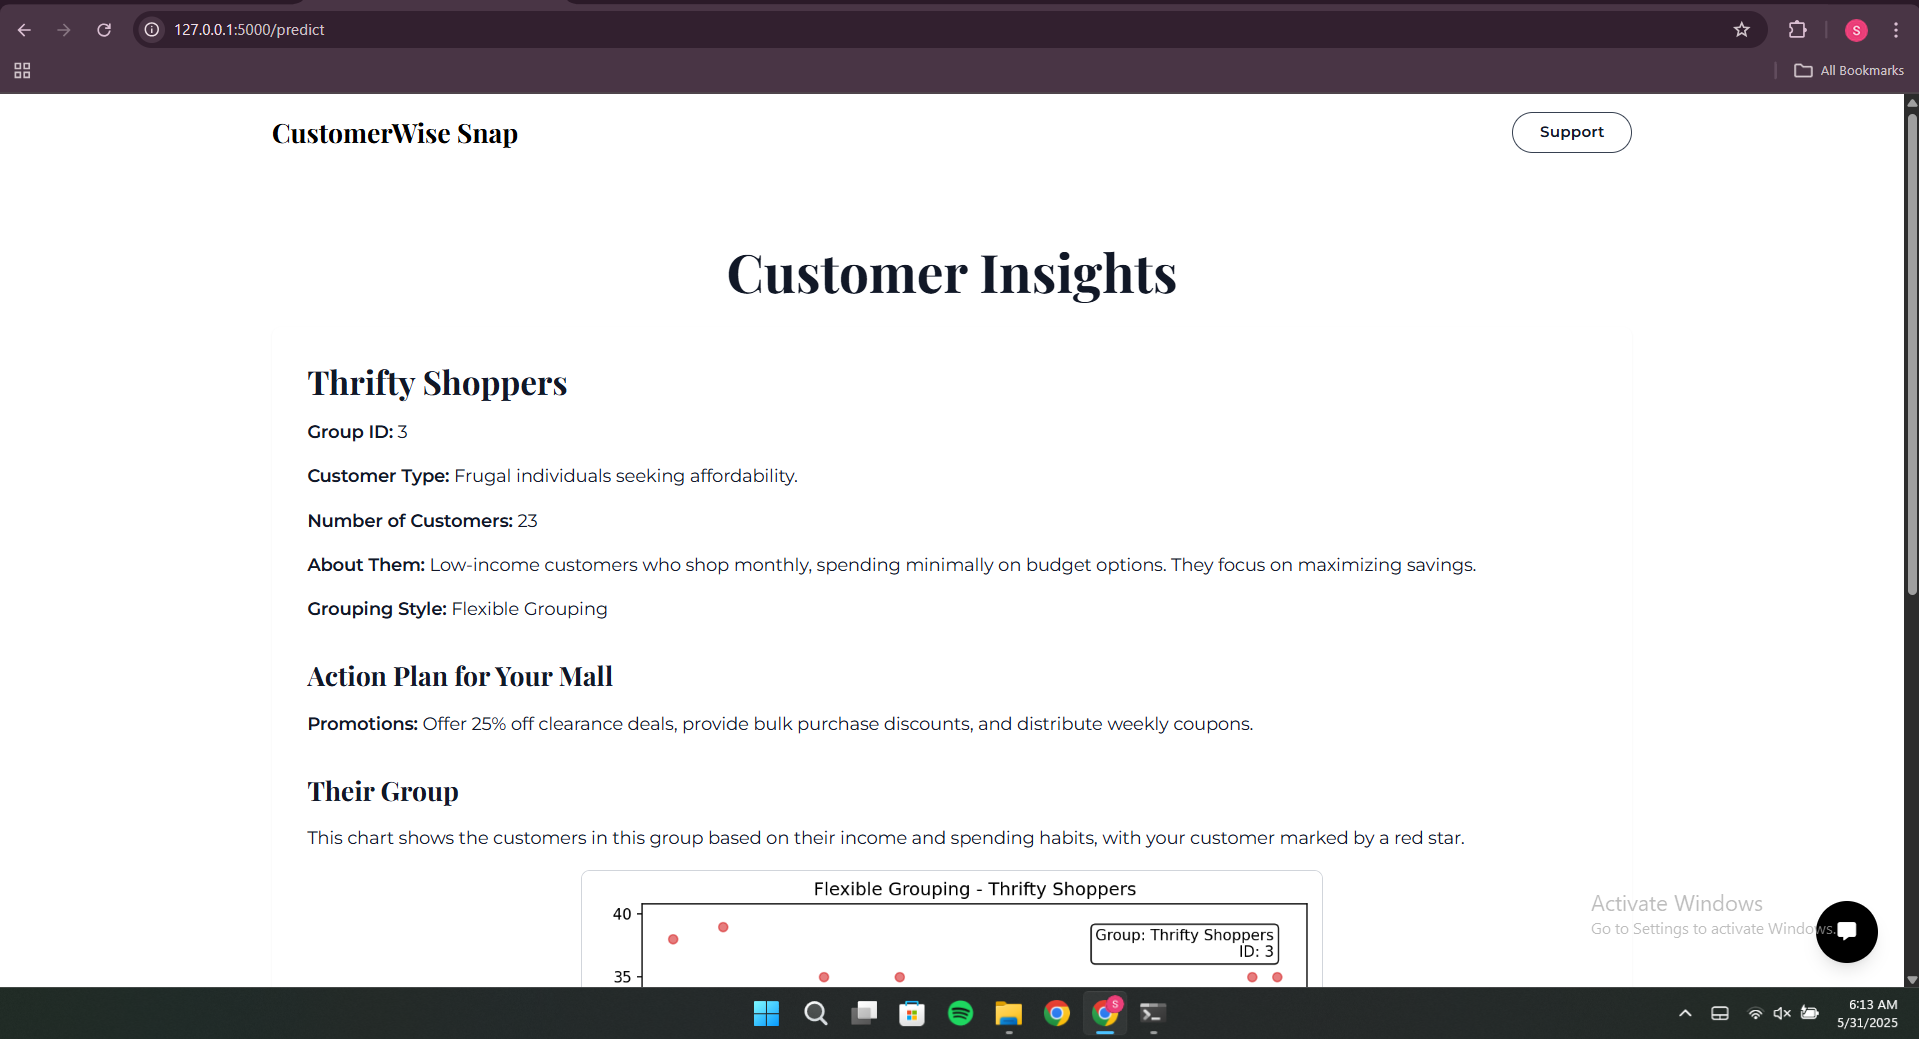 127.0.0.1:5000/predict
S
All Bookmarks
CustomerWise Snap
Support
Customer Insights
Thrifty Shoppers
Group ID: 3
Customer Type: Frugal individuals seeking affordability.
Number of Customers: 23
About Them: Low-income customers who shop monthly, spending minimally on budget options. They focus on maximizing savings.
Grouping Style: Flexible Grouping
Action Plan for Your Mall
Promotions: Offer 25% off clearance deals, provide bulk purchase discounts, and distribute weekly coupons.
Their Group
This chart shows the customers in this group based on their income and spending habits, with your customer marked by a red star.
Flexible Grouping - Thrifty Shoppers
40
Group: Thrifty Shoppers
ID: 3
35
Activate Windows
Go to Settings to activate Windows.
S
6:13 AM
5/31/2025